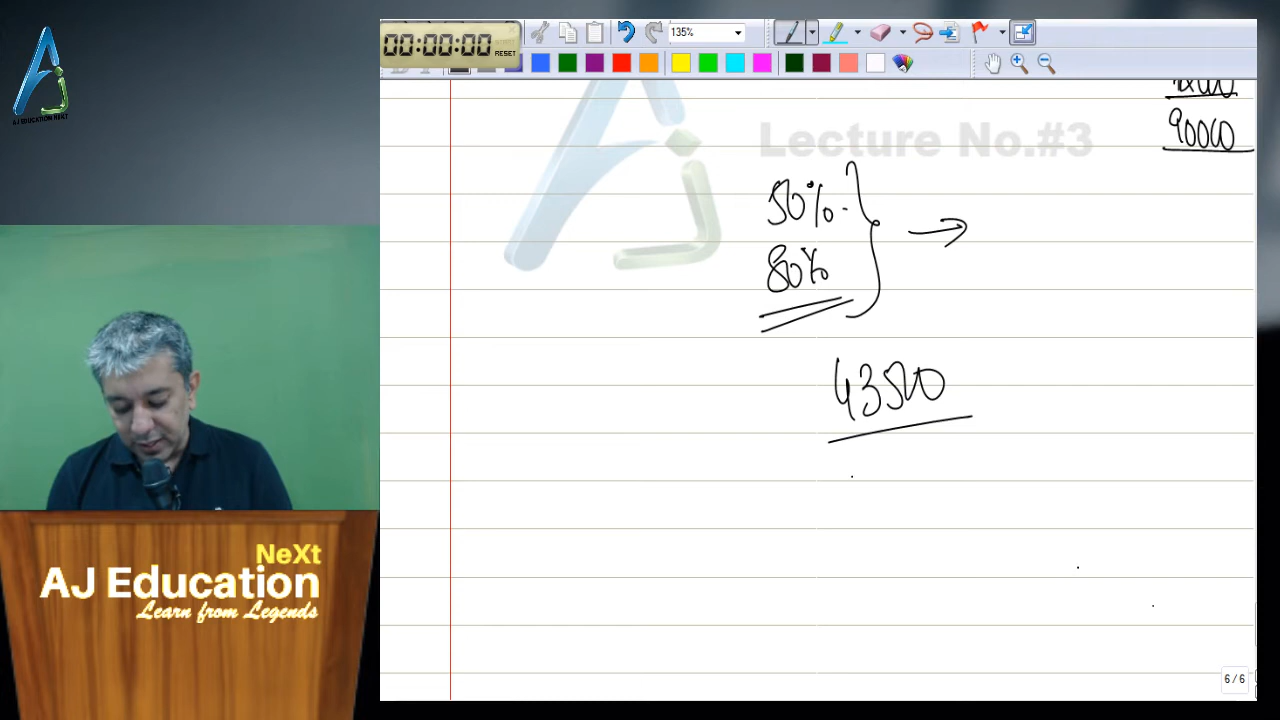 AJ EDUCATION NEXT
00:00:00
RESET
135%
90000
Lecture No.#3
50%
80%
43500
NeXt
AJ Education
Learn from Legends
6 / 6